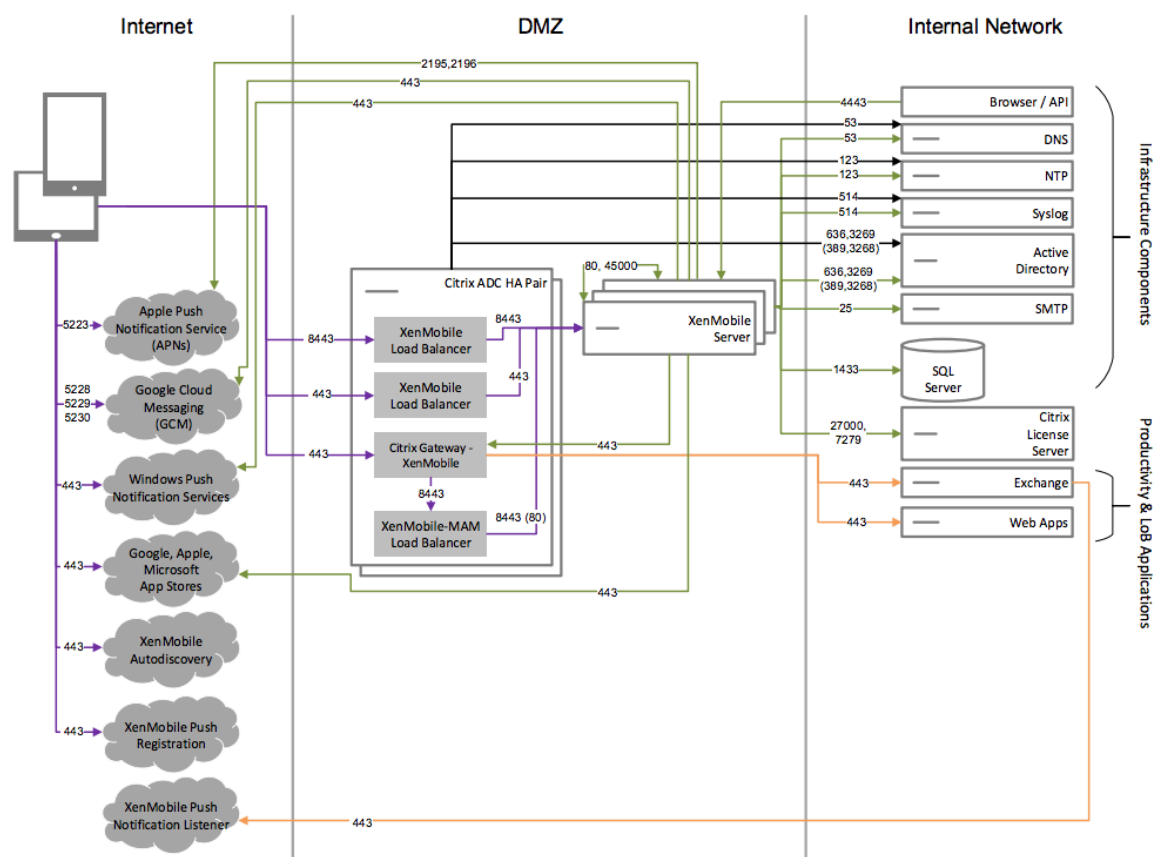 Internet
DMZ
Internal Network
2195,2196
443
443
4443
Browser / API
53
53
DNS
123
123
NTP
514
514
Syslog
636,3269
(389,3268)
636,3269
(389,3268)
Active
Directory
25
SMTP
1433
SQL
Server
27000,
7279
Citrix
License
Server
443
Exchange
443
Web Apps
Infrastructure Components
Productivity & LoB Applications
Citrix ADC HA Pair
80, 45000
XenMobile
Server
8443
XenMobile
Load Balancer
8443
443
XenMobile
Load Balancer
443
443
Citrix Gateway -
XenMobile
443
8443
XenMobile-MAM
Load Balancer
8443 (80)
443
5223
Apple Push
Notification Service
(APNs)
5228
5229
5230
Google Cloud
Messaging
(GCM)
443
Windows Push
Notification Services
443
Google, Apple,
Microsoft
App Stores
443
XenMobile
Autodiscovery
443
XenMobile Push
Registration
XenMobile Push
Notification Listener
443